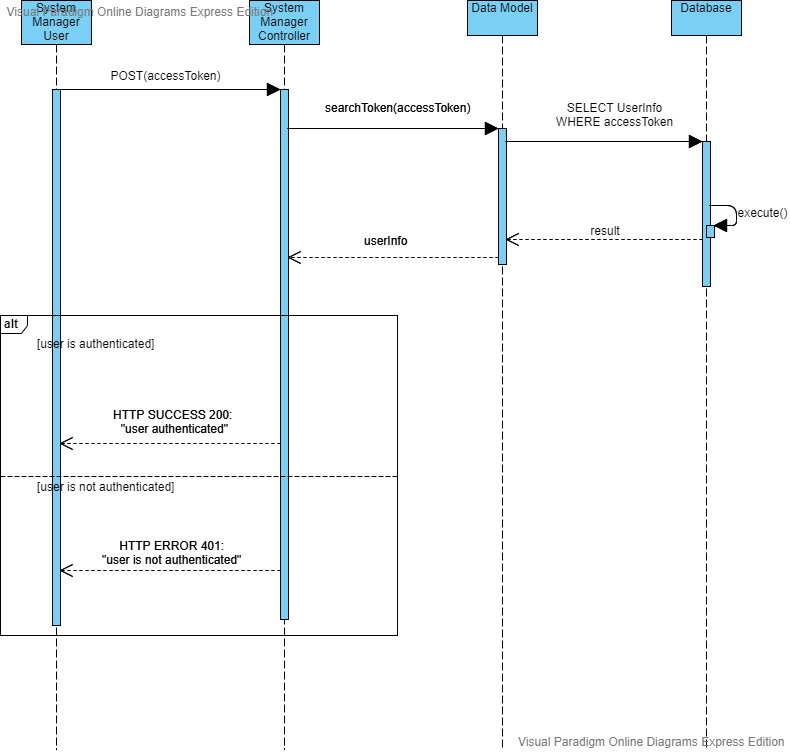 Visual Paradigm Online Diagrams Express Edition
System
Manager
User
System
Manager
Controller
Data Model
Database
POST(accessToken)
searchToken(accessToken)
SELECT UserInfo
WHERE accessToken
execute()
result
userInfo
alt
[user is authenticated]
HTTP SUCCESS 200:
"user authenticated"
[user is not authenticated]
HTTP ERROR 401:
"user is not authenticated"
Visual Paradigm Online Diagrams Express Edition